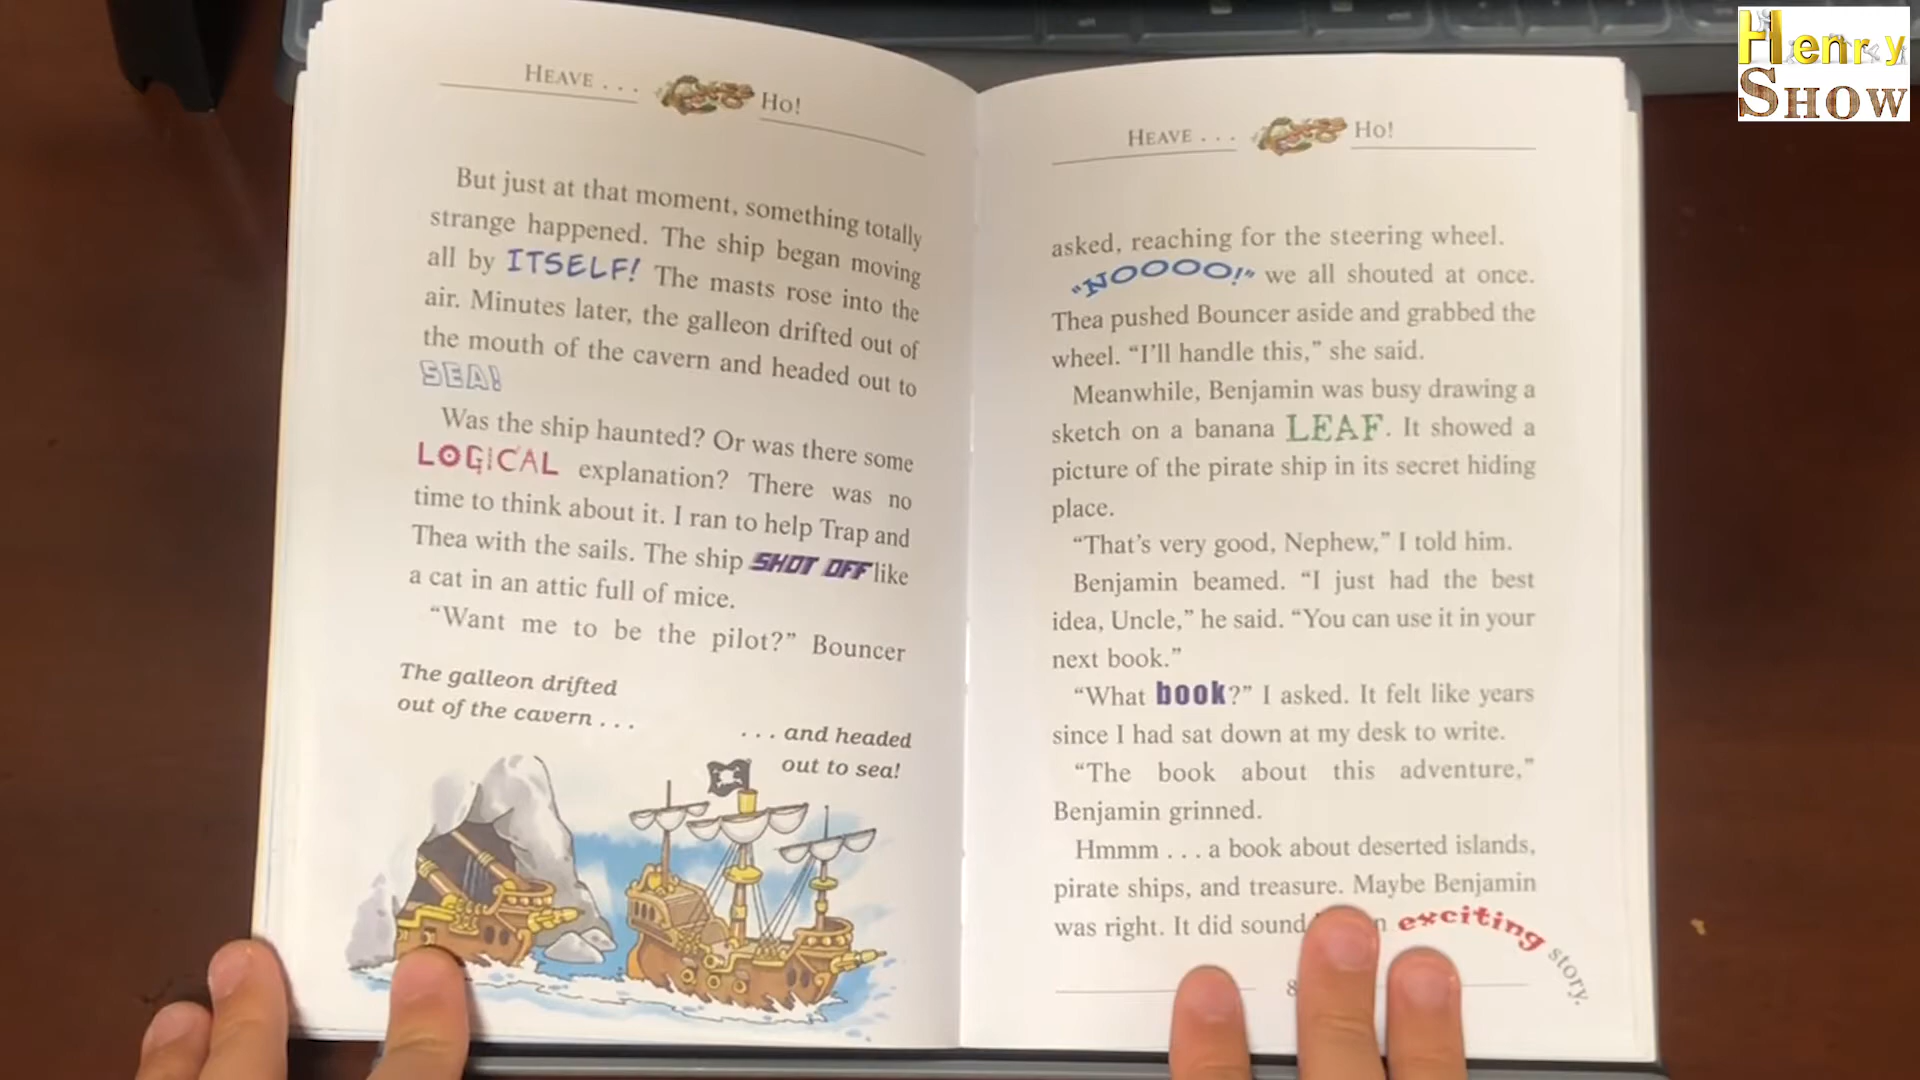 HEAVE . . . HO!
But just at that moment, something totally
strange happened. The ship began moving
all by ITSELF! The masts rose into the
air. Minutes later, the galleon drifted out of
the mouth of the cavern and headed out to
SEA!
Was the ship haunted? Or was there some
LOGICAL explanation? There was no
time to think about it. I ran to help Trap and
Thea with the sails. The ship SHOT OFF like
a cat in an attic full of mice.
“Want me to be the pilot?” Bouncer
The galleon drifted
out of the cavern . . .
. . . and headed
out to sea!
HEAVE . . . HO!
asked, reaching for the steering wheel.
“NOOOO!” we all shouted at once.
Thea pushed Bouncer aside and grabbed the
wheel. “I’ll handle this,” she said.
Meanwhile, Benjamin was busy drawing a
sketch on a banana LEAF. It showed a
picture of the pirate ship in its secret hiding
place.
“That’s very good, Nephew,” I told him.
Benjamin beamed. “I just had the best
idea, Uncle,” he said. “You can use it in your
next book.”
“What book?” I asked. It felt like years
since I had sat down at my desk to write.
“The book about this adventure,”
Benjamin grinned.
Hmmm . . . a book about deserted islands,
pirate ships, and treasure. Maybe Benjamin
was right. It did sound exciting story.
Henry
SHOW